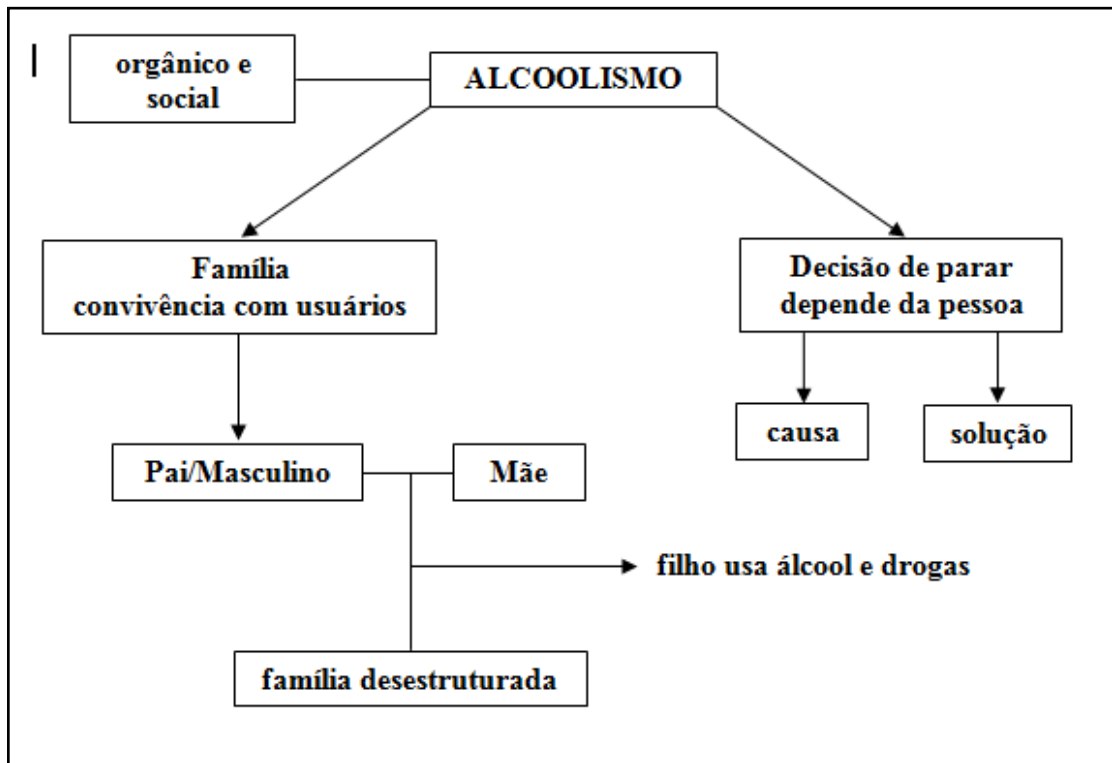 orgânico e
social
ALCOOLISMO
Família
convivência com usuários
Decisão de parar
depende da pessoa
causa
solução
Pai/Masculino
Mãe
filho usa álcool e drogas
família desestruturada